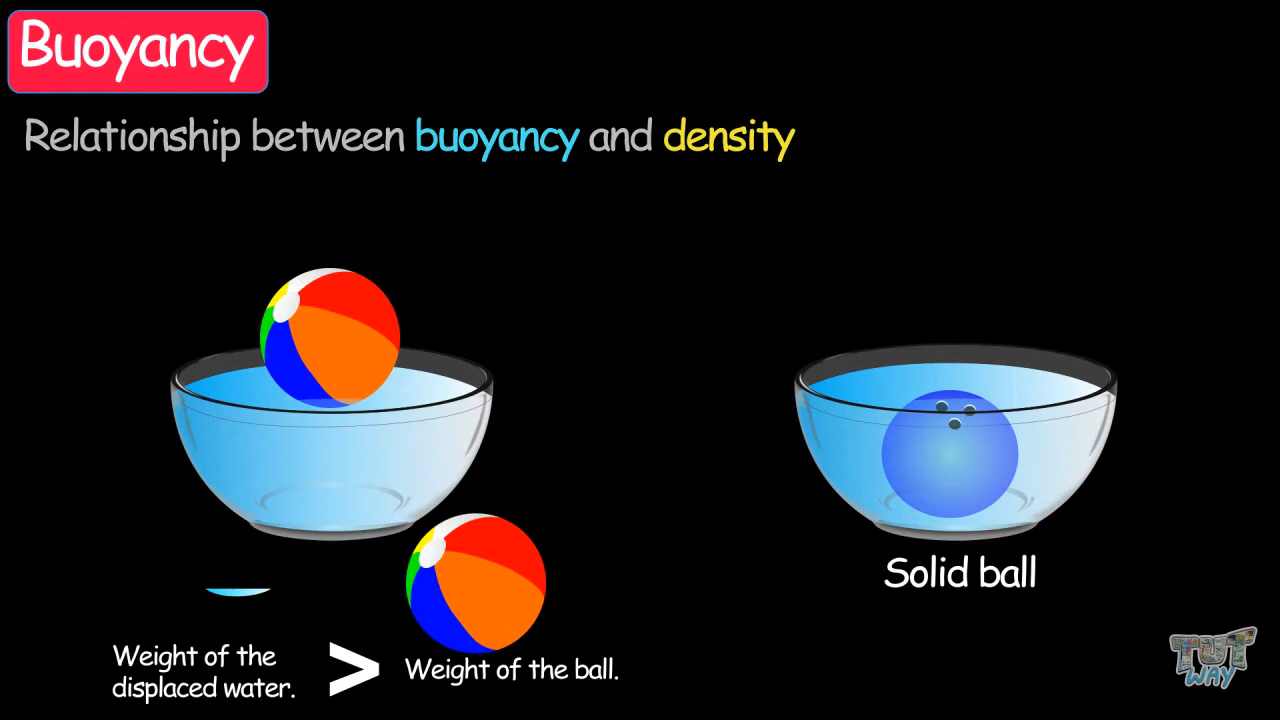 Buoyancy
Relationship between buoyancy and density
Solid ball
Weight of the
displaced water.
>
Weight of the ball.
TUT
WAY